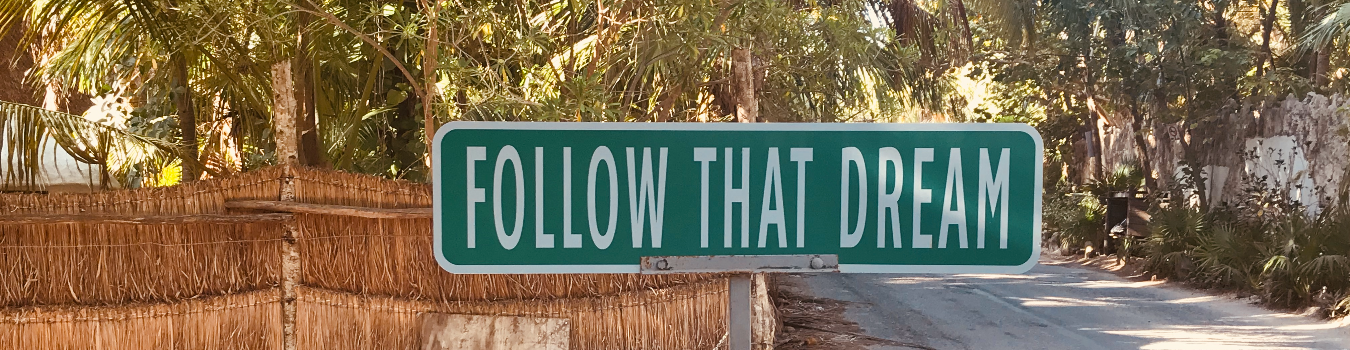 FOLLOW THAT DREAM